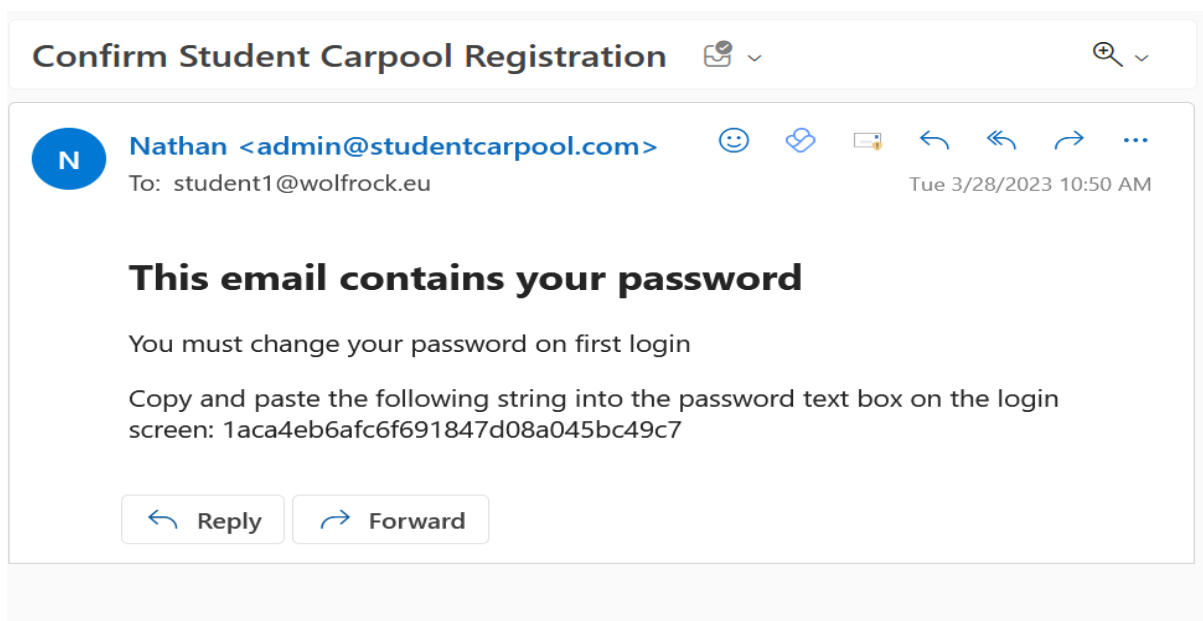 Confirm Student Carpool Registration
N
Nathan <admin@studentcarpool.com>
To: student1@wolfrock.eu
Tue 3/28/2023 10:50 AM
This email contains your password
You must change your password on first login
Copy and paste the following string into the password text box on the login
screen: 1aca4eb6afc6f691847d08a045bc49c7
Reply
Forward